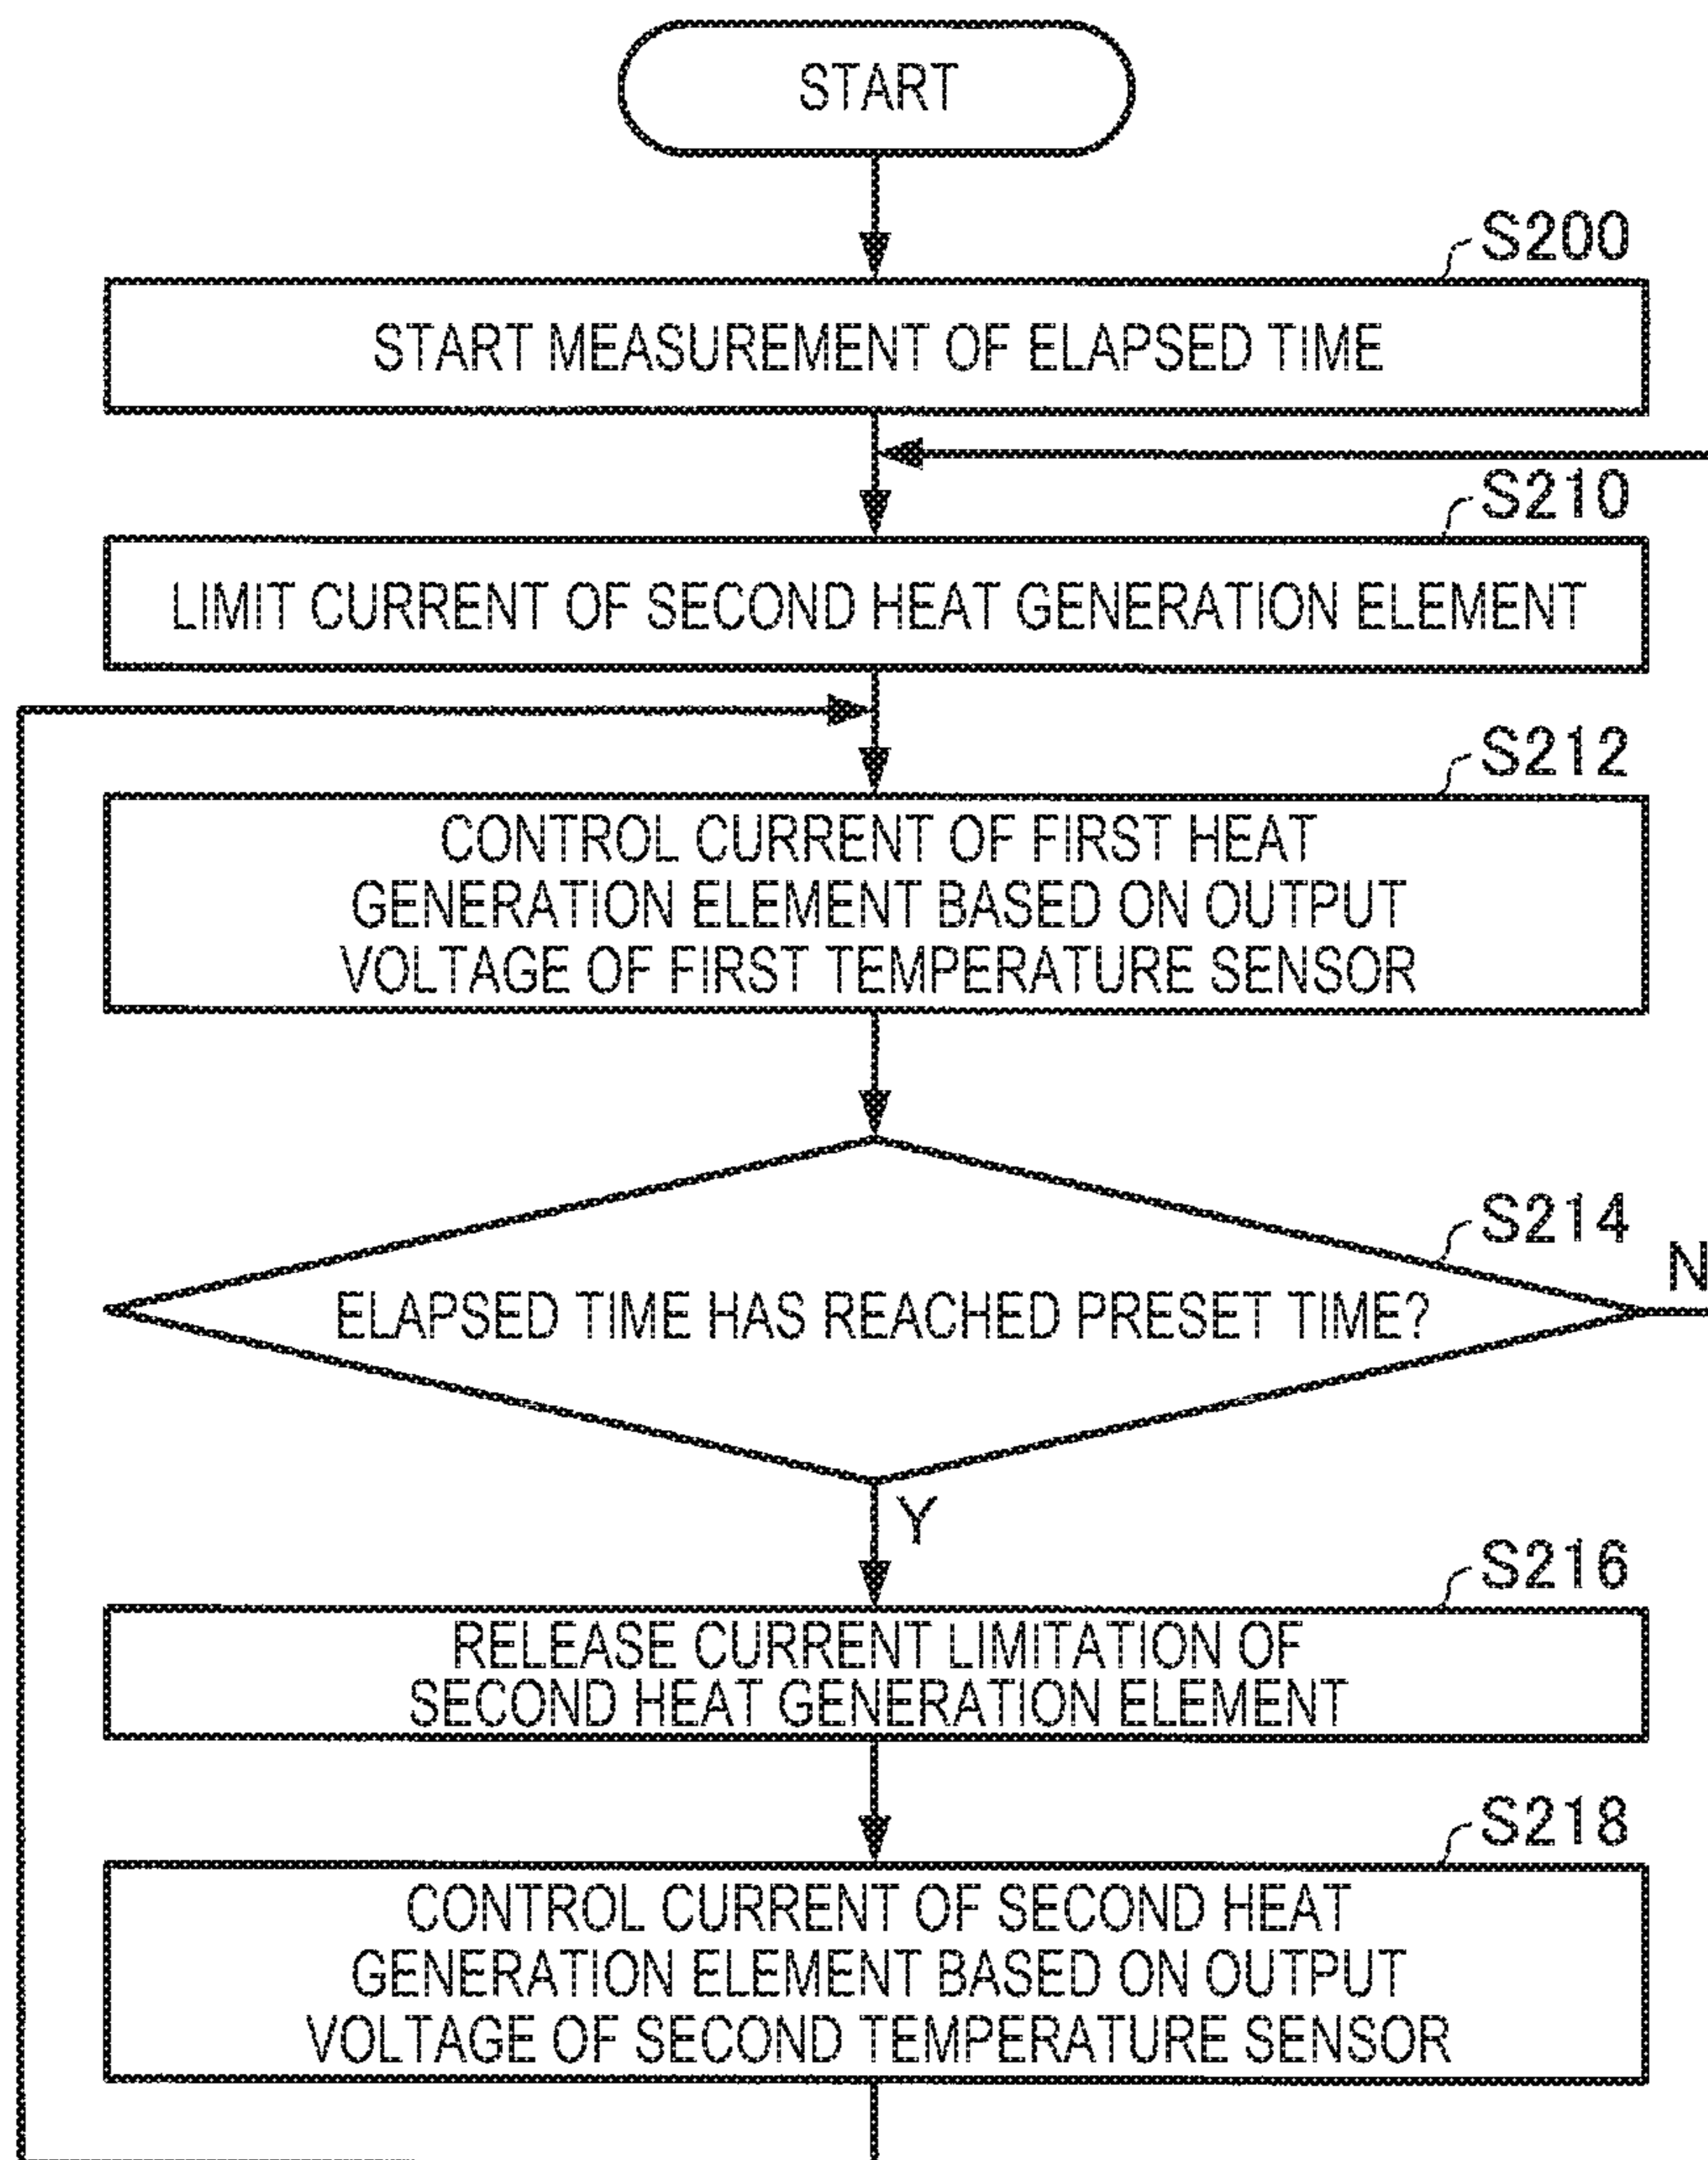 START
S200
START MEASUREMENT OF ELAPSED TIME
S210
LIMIT CURRENT OF SECOND HEAT GENERATION ELEMENT
S212
CONTROL CURRENT OF FIRST HEAT
GENERATION ELEMENT BASED ON OUTPUT
VOLTAGE OF FIRST TEMPERATURE SENSOR
S214
N
ELAPSED TIME HAS REACHED PRESET TIME?
Y
S216
RELEASE CURRENT LIMITATION OF
SECOND HEAT GENERATION ELEMENT
S218
CONTROL CURRENT OF SECOND HEAT
GENERATION ELEMENT BASED ON OUTPUT
VOLTAGE OF SECOND TEMPERATURE SENSOR